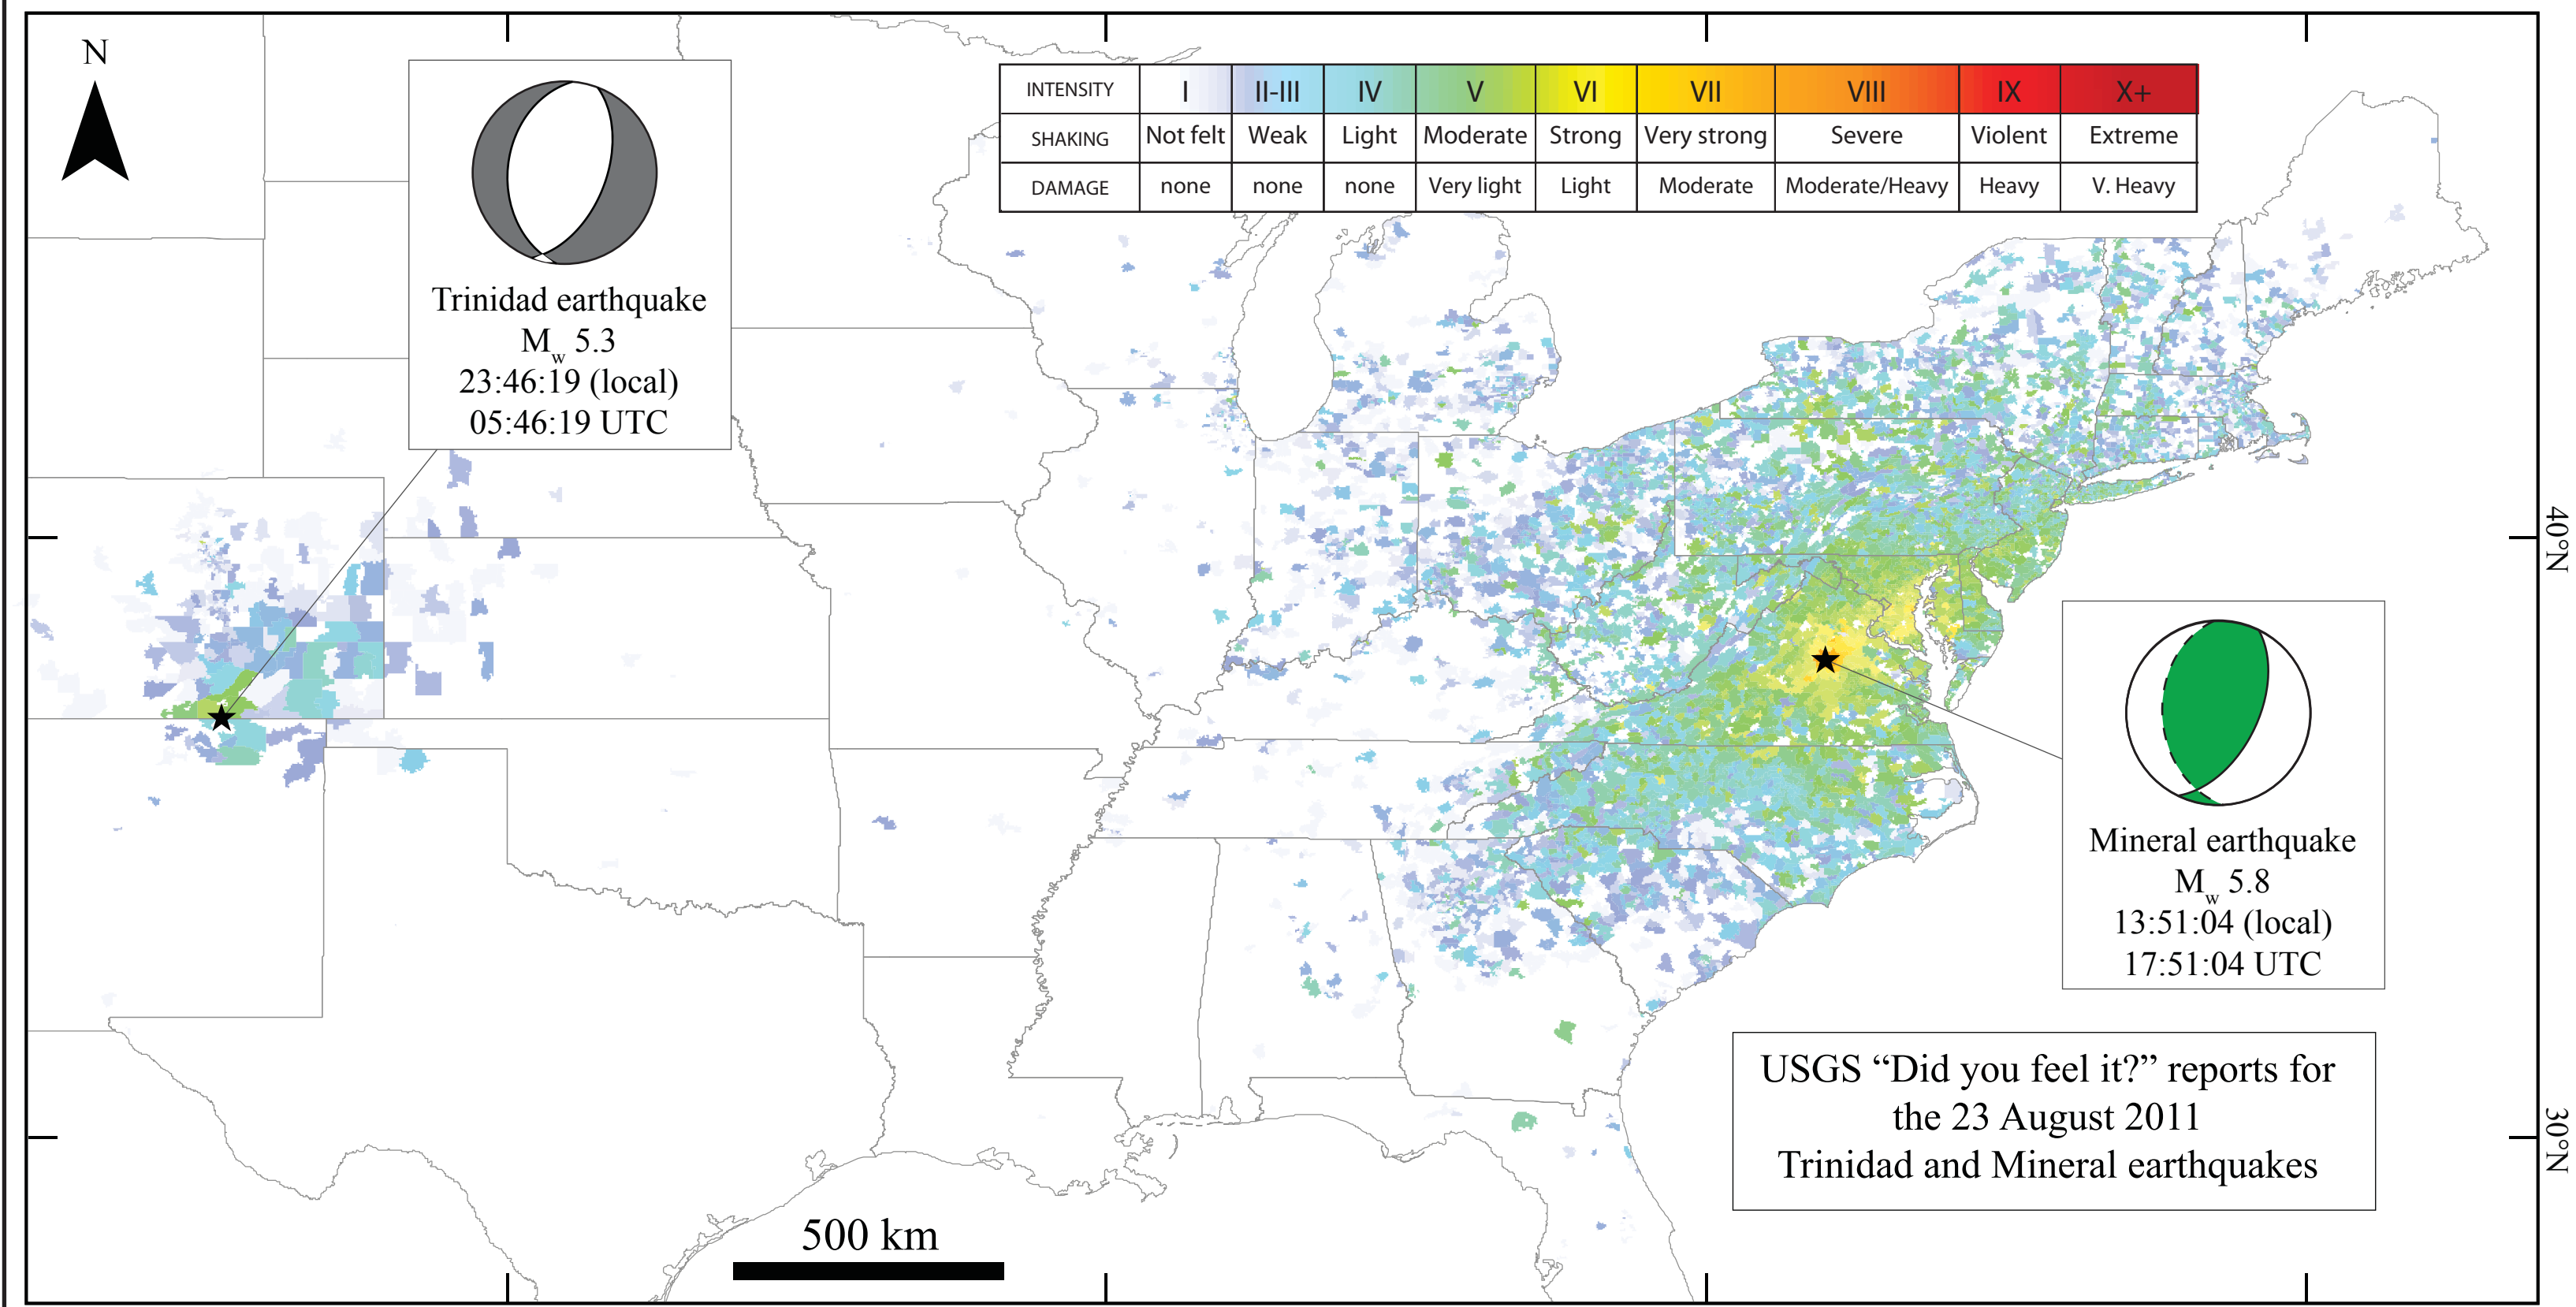 N
INTENSITY I II-III IV V VI VII VIII IX X+
SHAKING Not felt Weak Light Moderate Strong Very strong Severe Violent Extreme
DAMAGE none none none Very light Light Moderate Moderate/Heavy Heavy V. Heavy
Trinidad earthquake
Mw 5.3
23:46:19 (local)
05:46:19 UTC
40°N
Mineral earthquake
Mw 5.8
13:51:04 (local)
17:51:04 UTC
USGS “Did you feel it?” reports for
the 23 August 2011
Trinidad and Mineral earthquakes
30°N
500 km